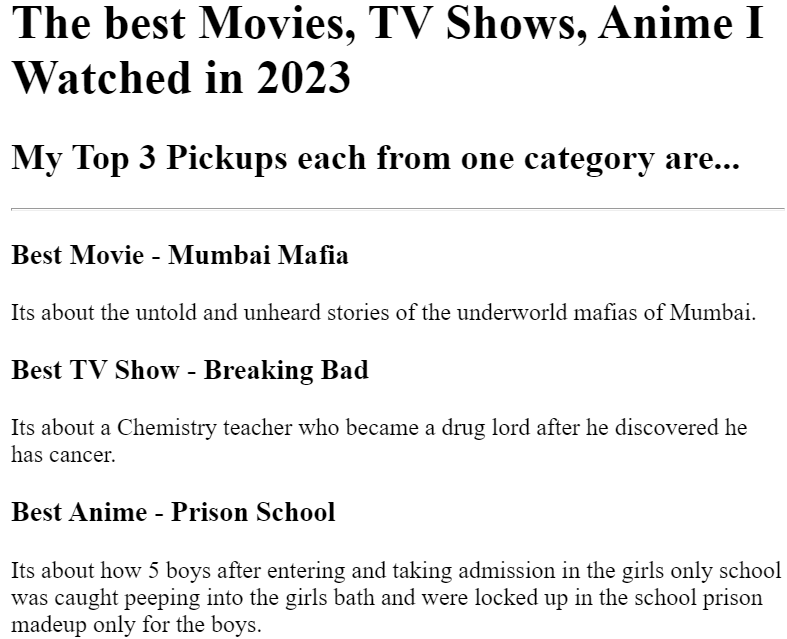 The best Movies, TV Shows, Anime I
Watched in 2023
My Top 3 Pickups each from one category are...
Best Movie - Mumbai Mafia
Its about the untold and unheard stories of the underworld mafias of Mumbai.
Best TV Show - Breaking Bad
Its about a Chemistry teacher who became a drug lord after he discovered he
has cancer.
Best Anime - Prison School
Its about how 5 boys after entering and taking admission in the girls only school
was caught peeping into the girls bath and were locked up in the school prison
madeup only for the boys.